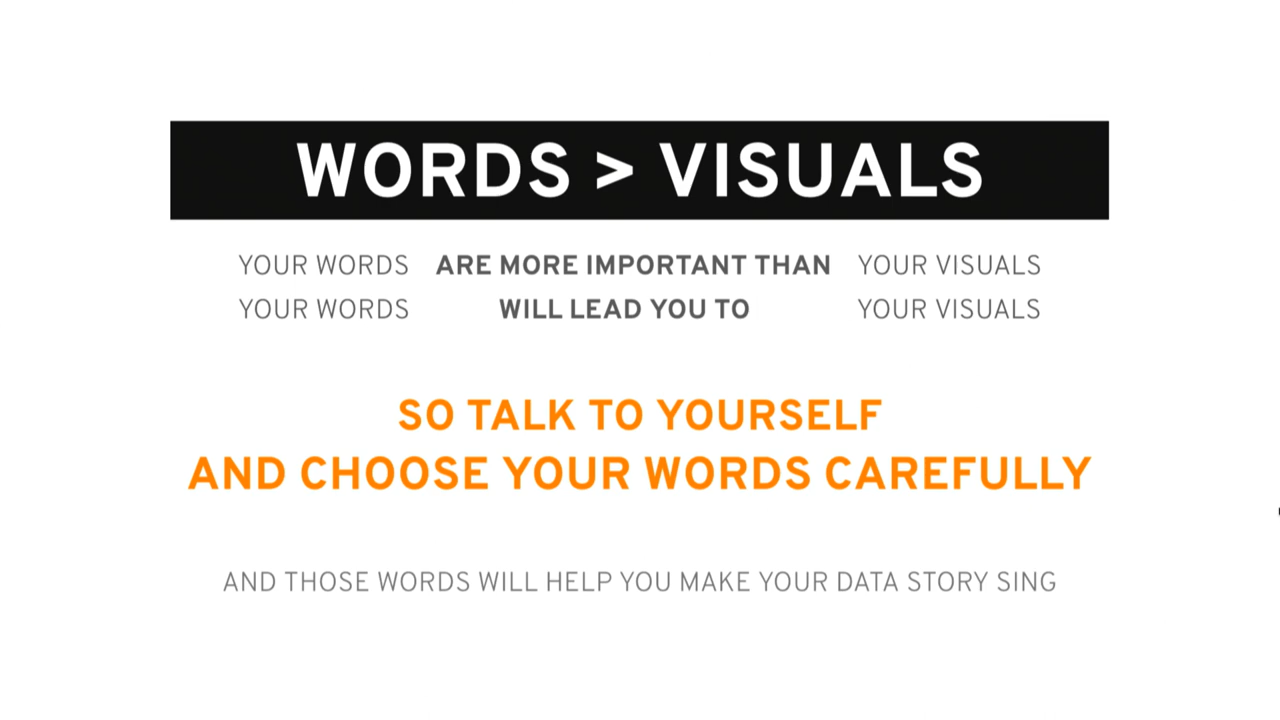 WORDS > VISUALS
YOUR WORDS ARE MORE IMPORTANT THAN YOUR VISUALS
YOUR WORDS WILL LEAD YOU TO YOUR VISUALS
SO TALK TO YOURSELF
AND CHOOSE YOUR WORDS CAREFULLY
AND THOSE WORDS WILL HELP YOU MAKE YOUR DATA STORY SING